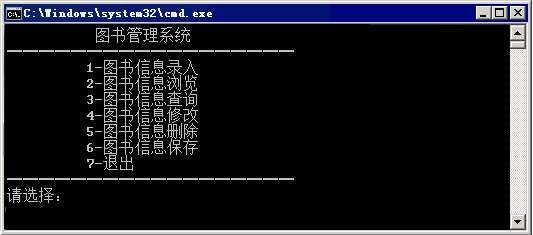 C:\Windows\system32\cmd.exe
图书管理系统
1-图书信息录入
2-图书信息浏览
3-图书信息查询
4-图书信息修改
5-图书信息删除
6-图书信息保存
7-退出
请选择: